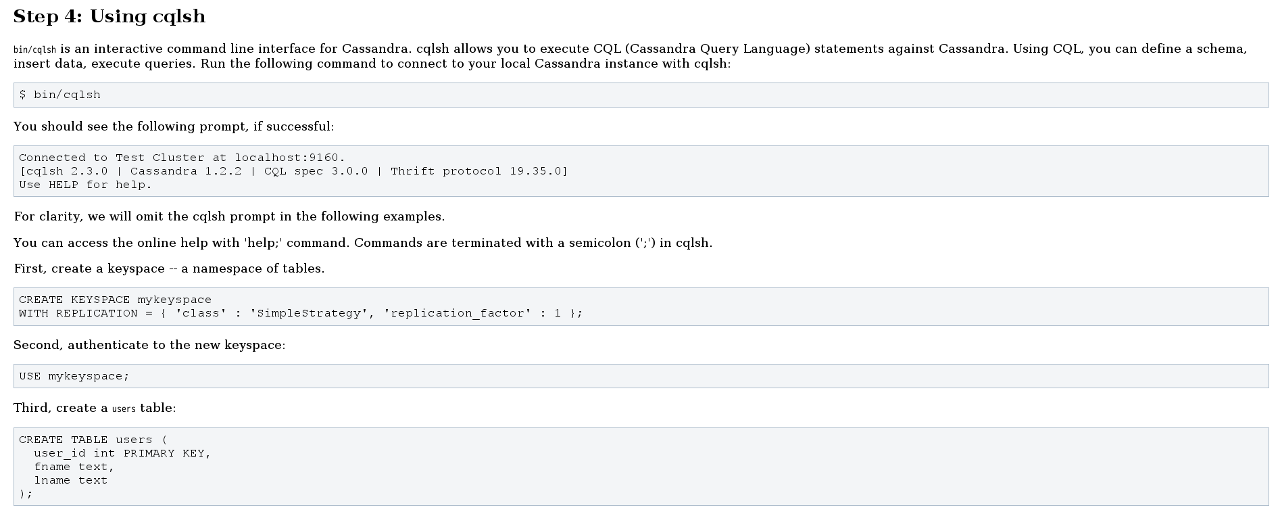 Step 4: Using cqlsh
bin/cqlsh is an interactive command line interface for Cassandra. cqlsh allows you to execute CQL (Cassandra Query Language) statements against Cassandra. Using CQL, you can define a schema,
insert data, execute queries. Run the following command to connect to your local Cassandra instance with cqlsh:
$ bin/cqlsh
You should see the following prompt, if successful:
Connected to Test Cluster at localhost:9160.
[cqlsh 2.3.0 | Cassandra 1.2.2 | CQL spec 3.0.0 | Thrift protocol 19.35.0]
Use HELP for help.
For clarity, we will omit the cqlsh prompt in the following examples.
You can access the online help with 'help;' command. Commands are terminated with a semicolon (';') in cqlsh.
First, create a keyspace -- a namespace of tables.
CREATE KEYSPACE mykeyspace
WITH REPLICATION = { 'class' : 'SimpleStrategy', 'replication_factor' : 1 };
Second, authenticate to the new keyspace:
USE mykeyspace;
Third, create a users table:
CREATE TABLE users (
  user_id int PRIMARY KEY,
  fname text,
  lname text
);